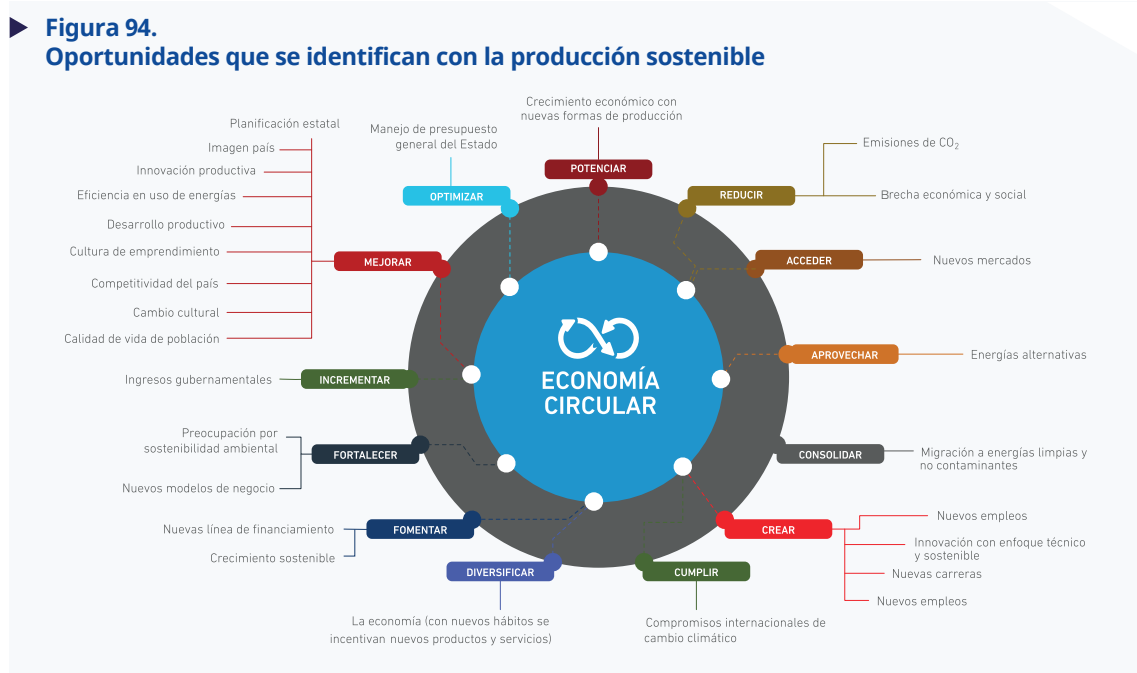 Figura 94.
Oportunidades que se identifican con la producción sostenible
Crecimiento económico con
nuevas formas de producción
POTENCIAR
Emisiones de CO₂
Brecha económica y social
REDUCIR
Nuevos mercados
ACCEDER
Energías alternativas
APROVECHAR
Migración a energías limpias y
no contaminantes
CONSOLIDAR
CREAR
Nuevos empleos
Innovación con enfoque técnico
y sostenible
Nuevas carreras
Nuevos empleos
CUMPLIR
Compromisos internacionales de
cambio climático
DIVERSIFICAR
La economía (con nuevos hábitos se
incentivan nuevos productos y servicios)
FOMENTAR
Nuevas línea de financiamiento
Crecimiento sostenible
FORTALECER
Preocupación por
sostenibilidad ambiental
Nuevos modelos de negocio
INCREMENTAR
Ingresos gubernamentales
MEJORAR
Planificación estatal
Imagen país
Innovación productiva
Eficiencia en uso de energías
Desarrollo productivo
Cultura de emprendimiento
Competitividad del país
Cambio cultural
Calidad de vida de población
OPTIMIZAR
Manejo de presupuesto
general del Estado
ECONOMÍA
CIRCULAR